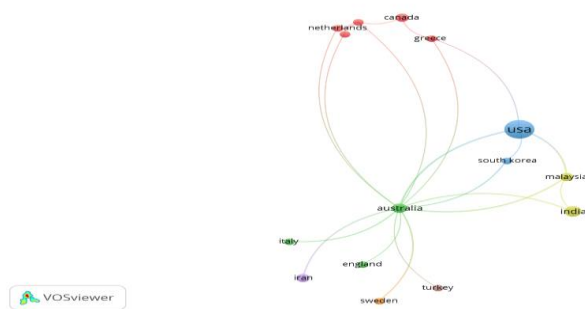 canada
netherlands
greece
usa
south korea
malaysia
india
australia
italy
england
iran
sweden
turkey
VOSviewer